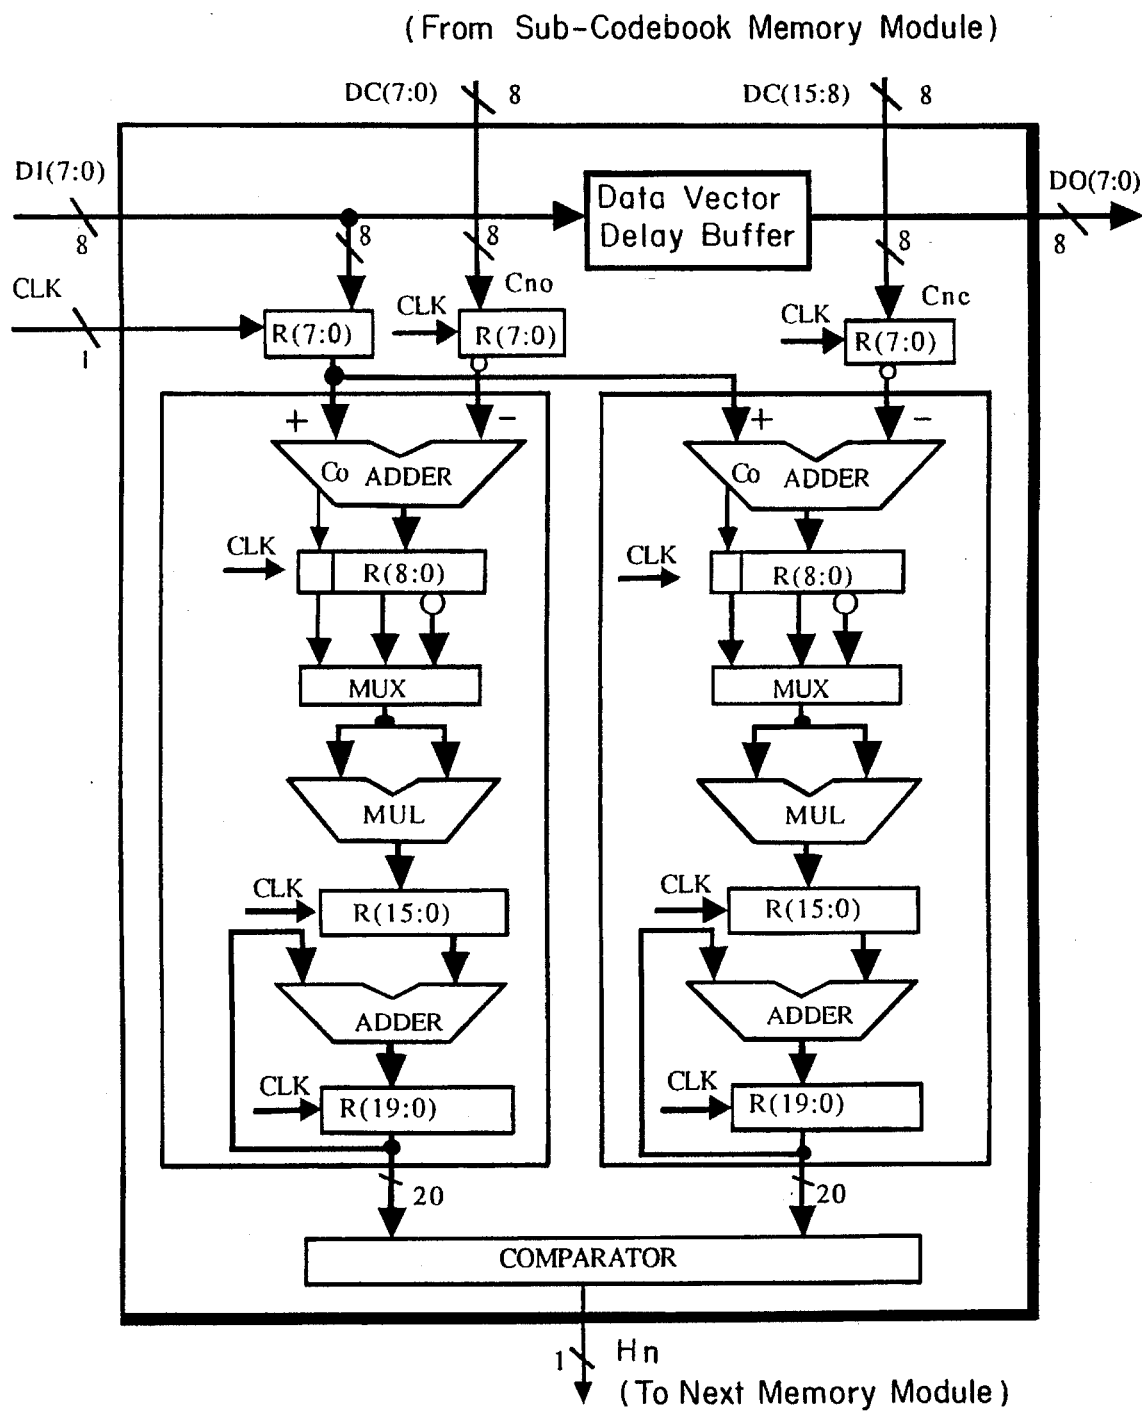 (From Sub-Codebook Memory Module)
DC(7:0) 8 DC(15:8) 8
DI(7:0) DO(7:0)
Data Vector
Delay Buffer
8 8 8 8 8
CLK Cno Cnc
CLK CLK
1 R(7:0) R(7:0) R(7:0)
+ - + -
Co ADDER Co ADDER
CLK R(8:0) CLK R(8:0)
MUX MUX
MUL MUL
CLK CLK
R(15:0) R(15:0)
ADDER ADDER
CLK CLK
R(19:0) R(19:0)
20 20
COMPARATOR
1 Hn
(To Next Memory Module)